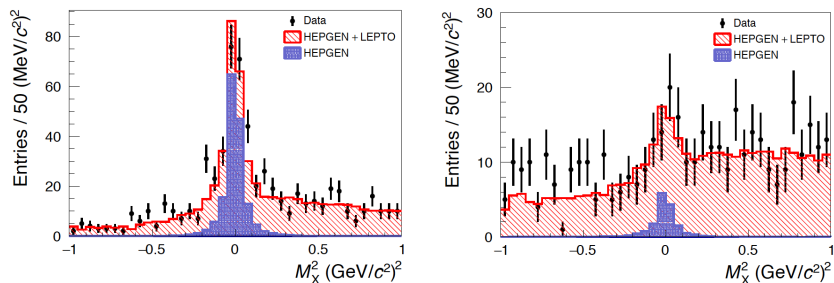 Entries / 50 (MeV/c²)²
80
60
40
20
0
Data
HEPGEN + LEPTO
HEPGEN
-1 -0.5 0 0.5 1
M²X (GeV/c²)²
Entries / 50 (MeV/c²)²
30
20
10
0
Data
HEPGEN + LEPTO
HEPGEN
-1 -0.5 0 0.5 1
M²X (GeV/c²)²